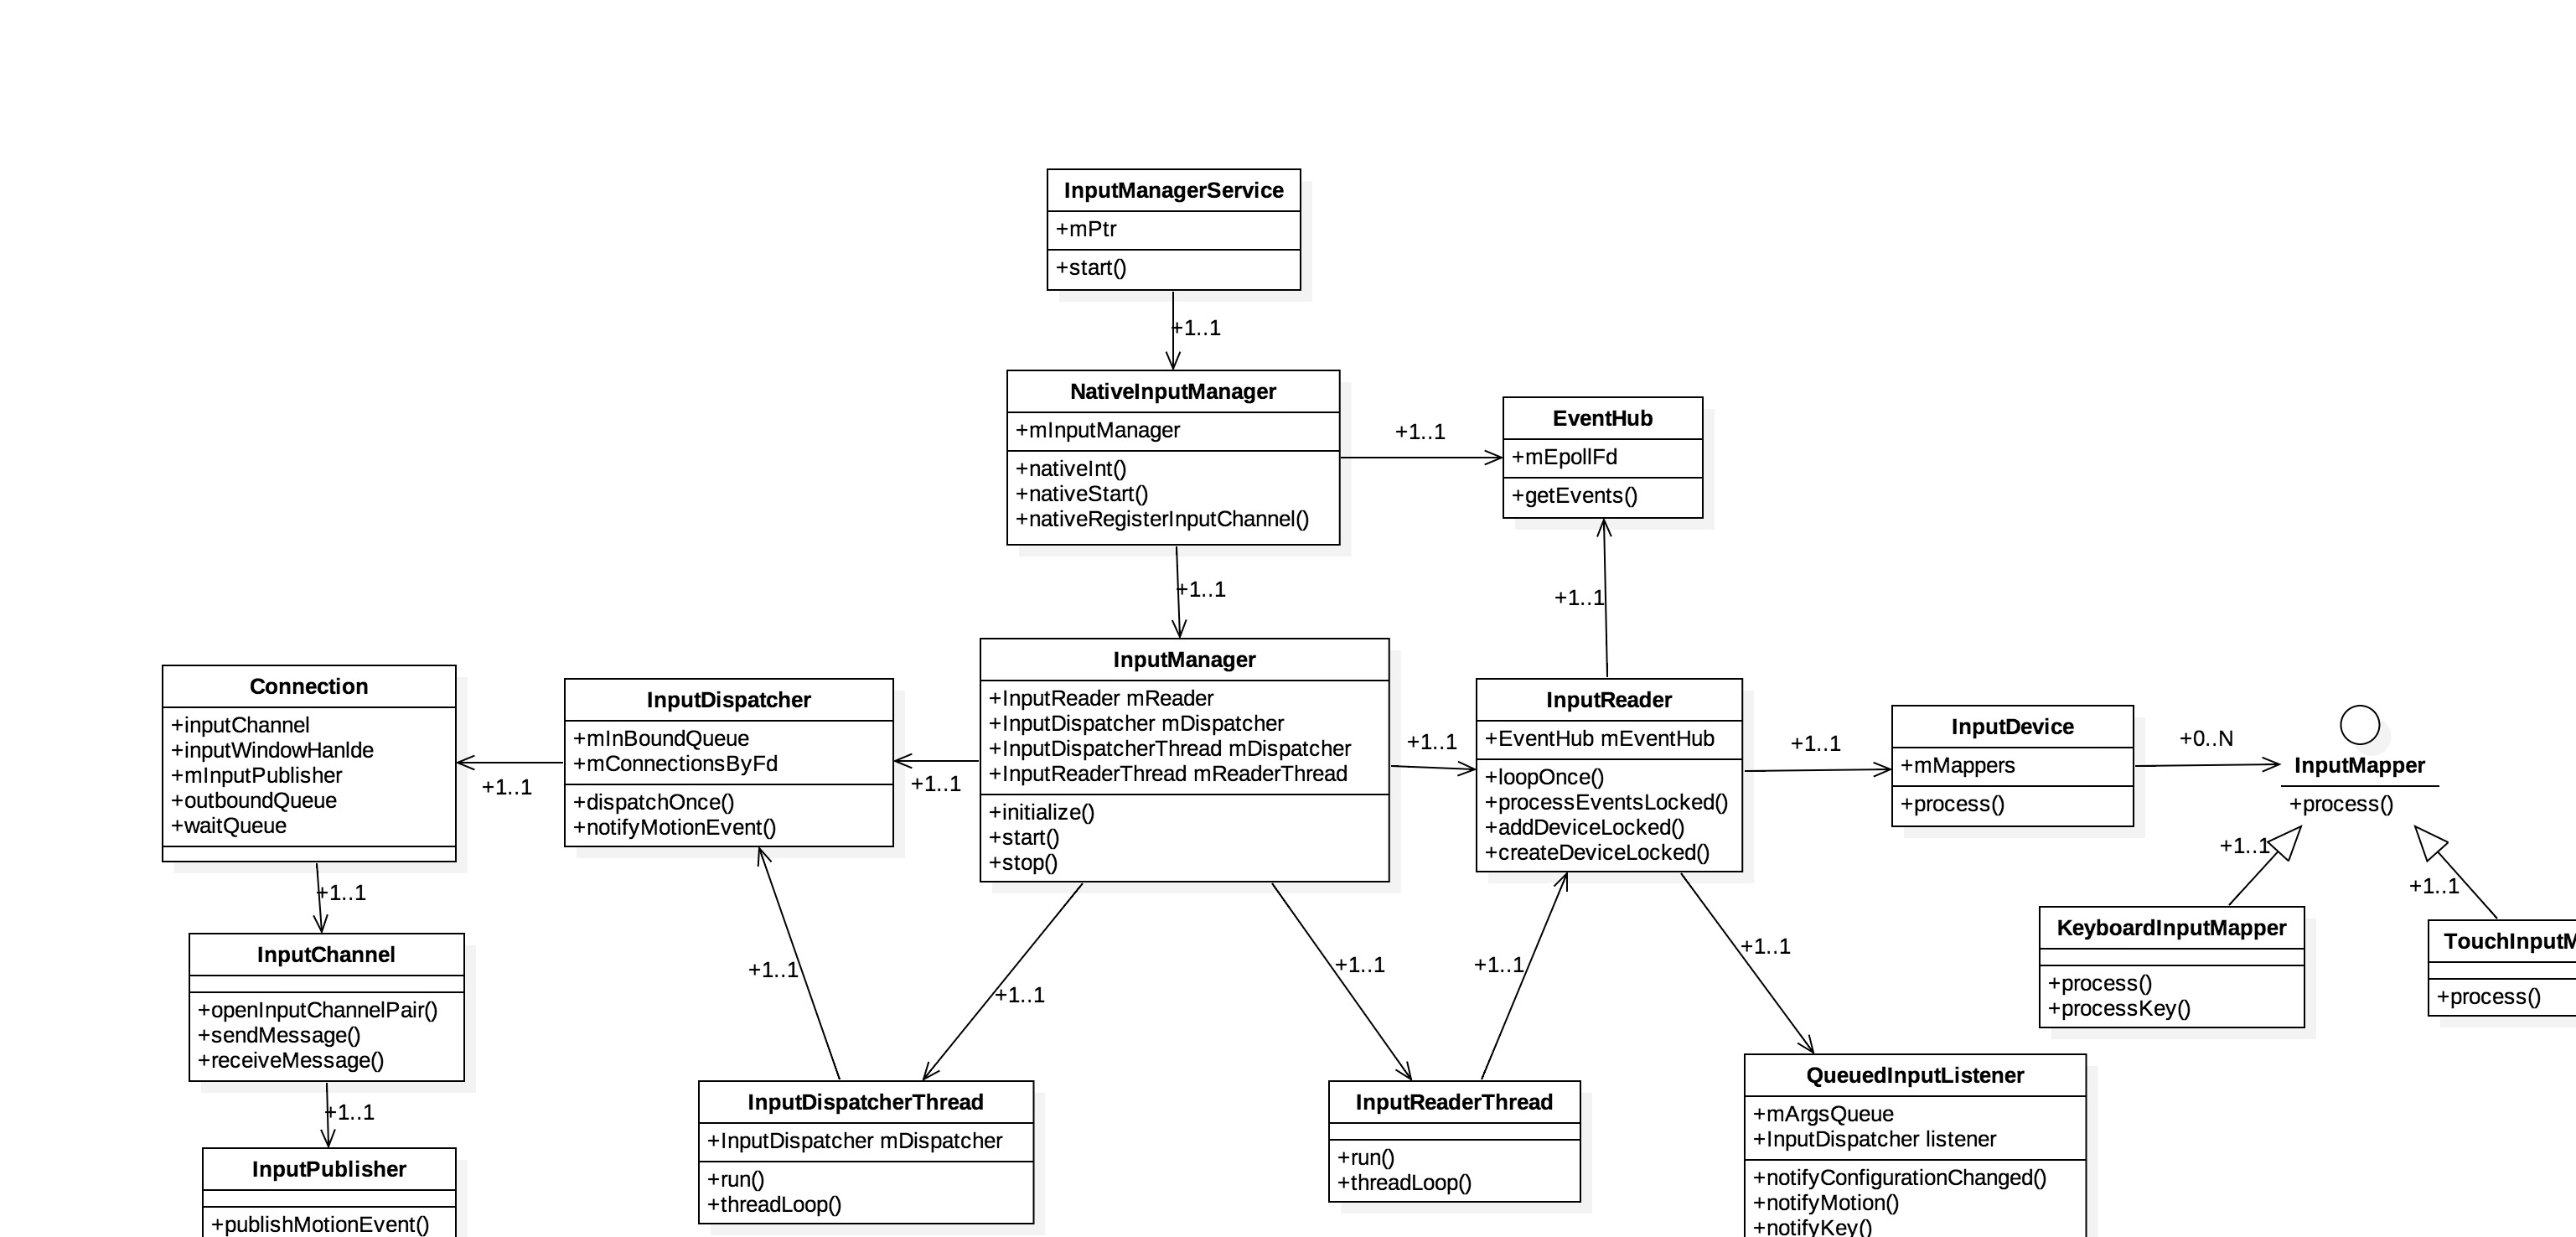 InputManagerService
+mPtr
+start()
+1..1
NativeInputManager
+mInputManager
+nativeInt()
+nativeStart()
+nativeRegisterInputChannel()
+1..1
EventHub
+mEpollFd
+getEvents()
+1..1
+1..1
Connection
+inputChannel
+inputWindowHanlde
+mInputPublisher
+outboundQueue
+waitQueue
+1..1
InputDispatcher
+mInBoundQueue
+mConnectionsByFd
+dispatchOnce()
+notifyMotionEvent()
+1..1
InputManager
+InputReader mReader
+InputDispatcher mDispatcher
+InputDispatcherThread mDispatcher
+InputReaderThread mReaderThread
+initialize()
+start()
+stop()
+1..1
InputReader
+EventHub mEventHub
+loopOnce()
+processEventsLocked()
+addDeviceLocked()
+createDeviceLocked()
+1..1
InputDevice
+mMappers
+process()
+0..N
InputMapper
+process()
+1..1
+1..1
+1..1
InputChannel
+openInputChannelPair()
+sendMessage()
+receiveMessage()
+1..1
+1..1
+1..1
+1..1
+1..1
KeyboardInputMapper
+process()
+processKey()
TouchInputM
+process()
+1..1
InputPublisher
+publishMotionEvent()
InputDispatcherThread
+InputDispatcher mDispatcher
+run()
+threadLoop()
InputReaderThread
+run()
+threadLoop()
QueuedInputListener
+mArgsQueue
+InputDispatcher listener
+notifyConfigurationChanged()
+notifyMotion()
+notifyKey()